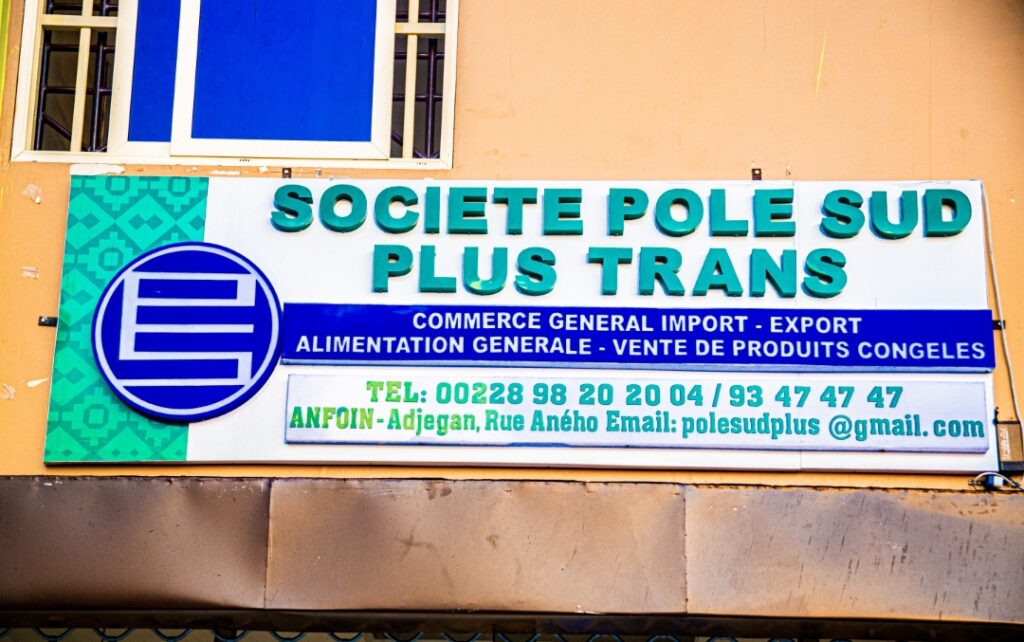 SOCIETE POLE SUD
PLUS TRANS
COMMERCE GENERAL IMPORT - EXPORT
ALIMENTATION GENERALE - VENTE DE PRODUITS CONGELES
TEL: 00228 98 20 20 04 / 93 47 47 47
ANFOIN - Adjegan, Rue Aného Email: polesudplus @gmail. com